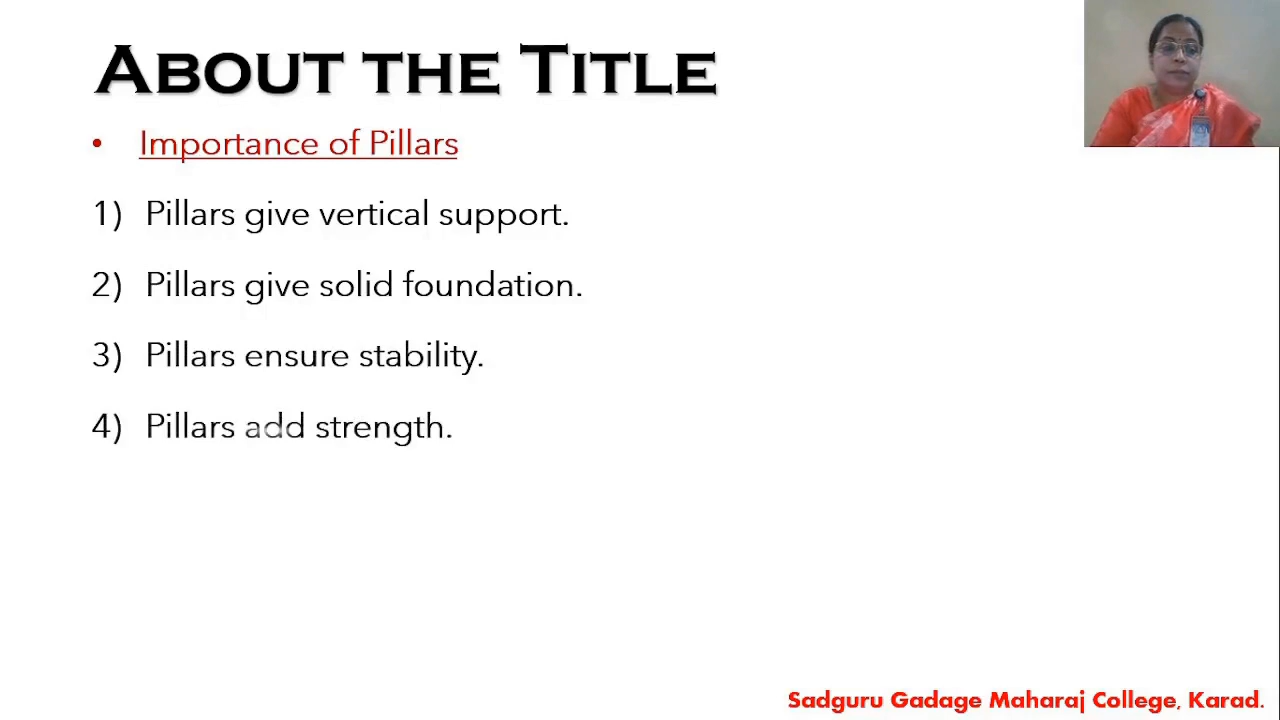 ABOUT THE TITLE
• Importance of Pillars
1) Pillars give vertical support.
2) Pillars give solid foundation.
3) Pillars ensure stability.
4) Pillars add strength.
Sadguru Gadage Maharaj College, Karad.